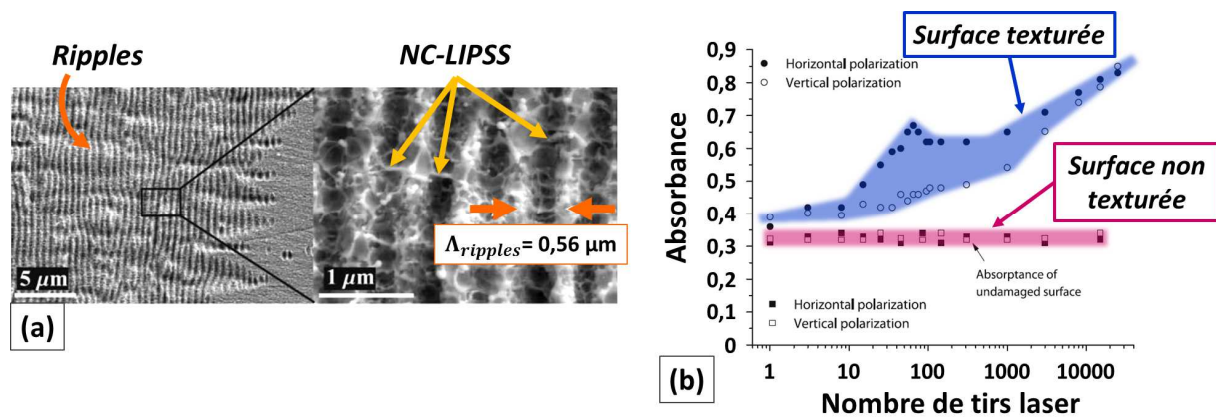 Ripples
NC-LIPSS
Λripples= 0,56 µm
5 µm
1 µm
(a)
Surface texturée
0,9
0,8
0,7
0,6
0,5
0,4
0,3
0,2
0,1
0
Absorbance
Horizontal polarization
Vertical polarization
Surface non
texturée
Absorptance of
undamaged surface
Horizontal polarization
Vertical polarization
1
10
100
1000
10000
Nombre de tirs laser
(b)